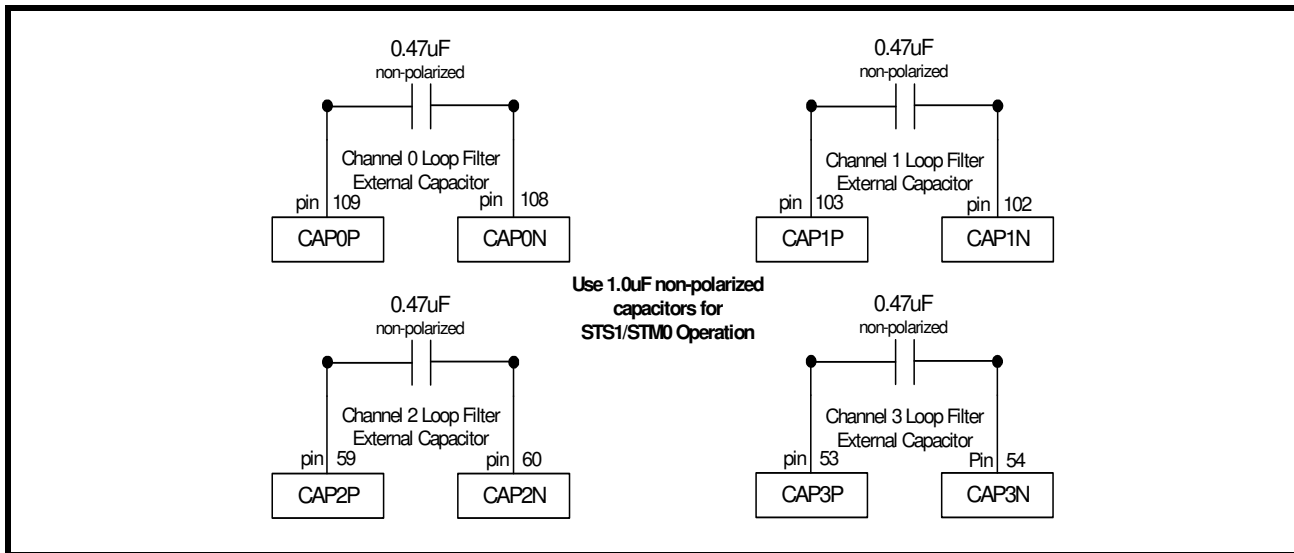 0.47uF
non-polarized
Channel 0 Loop Filter
External Capacitor
pin 109
pin 108
CAP0P
CAP0N
0.47uF
non-polarized
Channel 1 Loop Filter
External Capacitor
pin 103
pin 102
CAP1P
CAP1N
Use 1.0uF non-polarized
capacitors for
STS1/STM0 Operation
0.47uF
non-polarized
Channel 2 Loop Filter
External Capacitor
pin 59
pin 60
CAP2P
CAP2N
0.47uF
non-polarized
Channel 3 Loop Filter
External Capacitor
pin 53
Pin 54
CAP3P
CAP3N